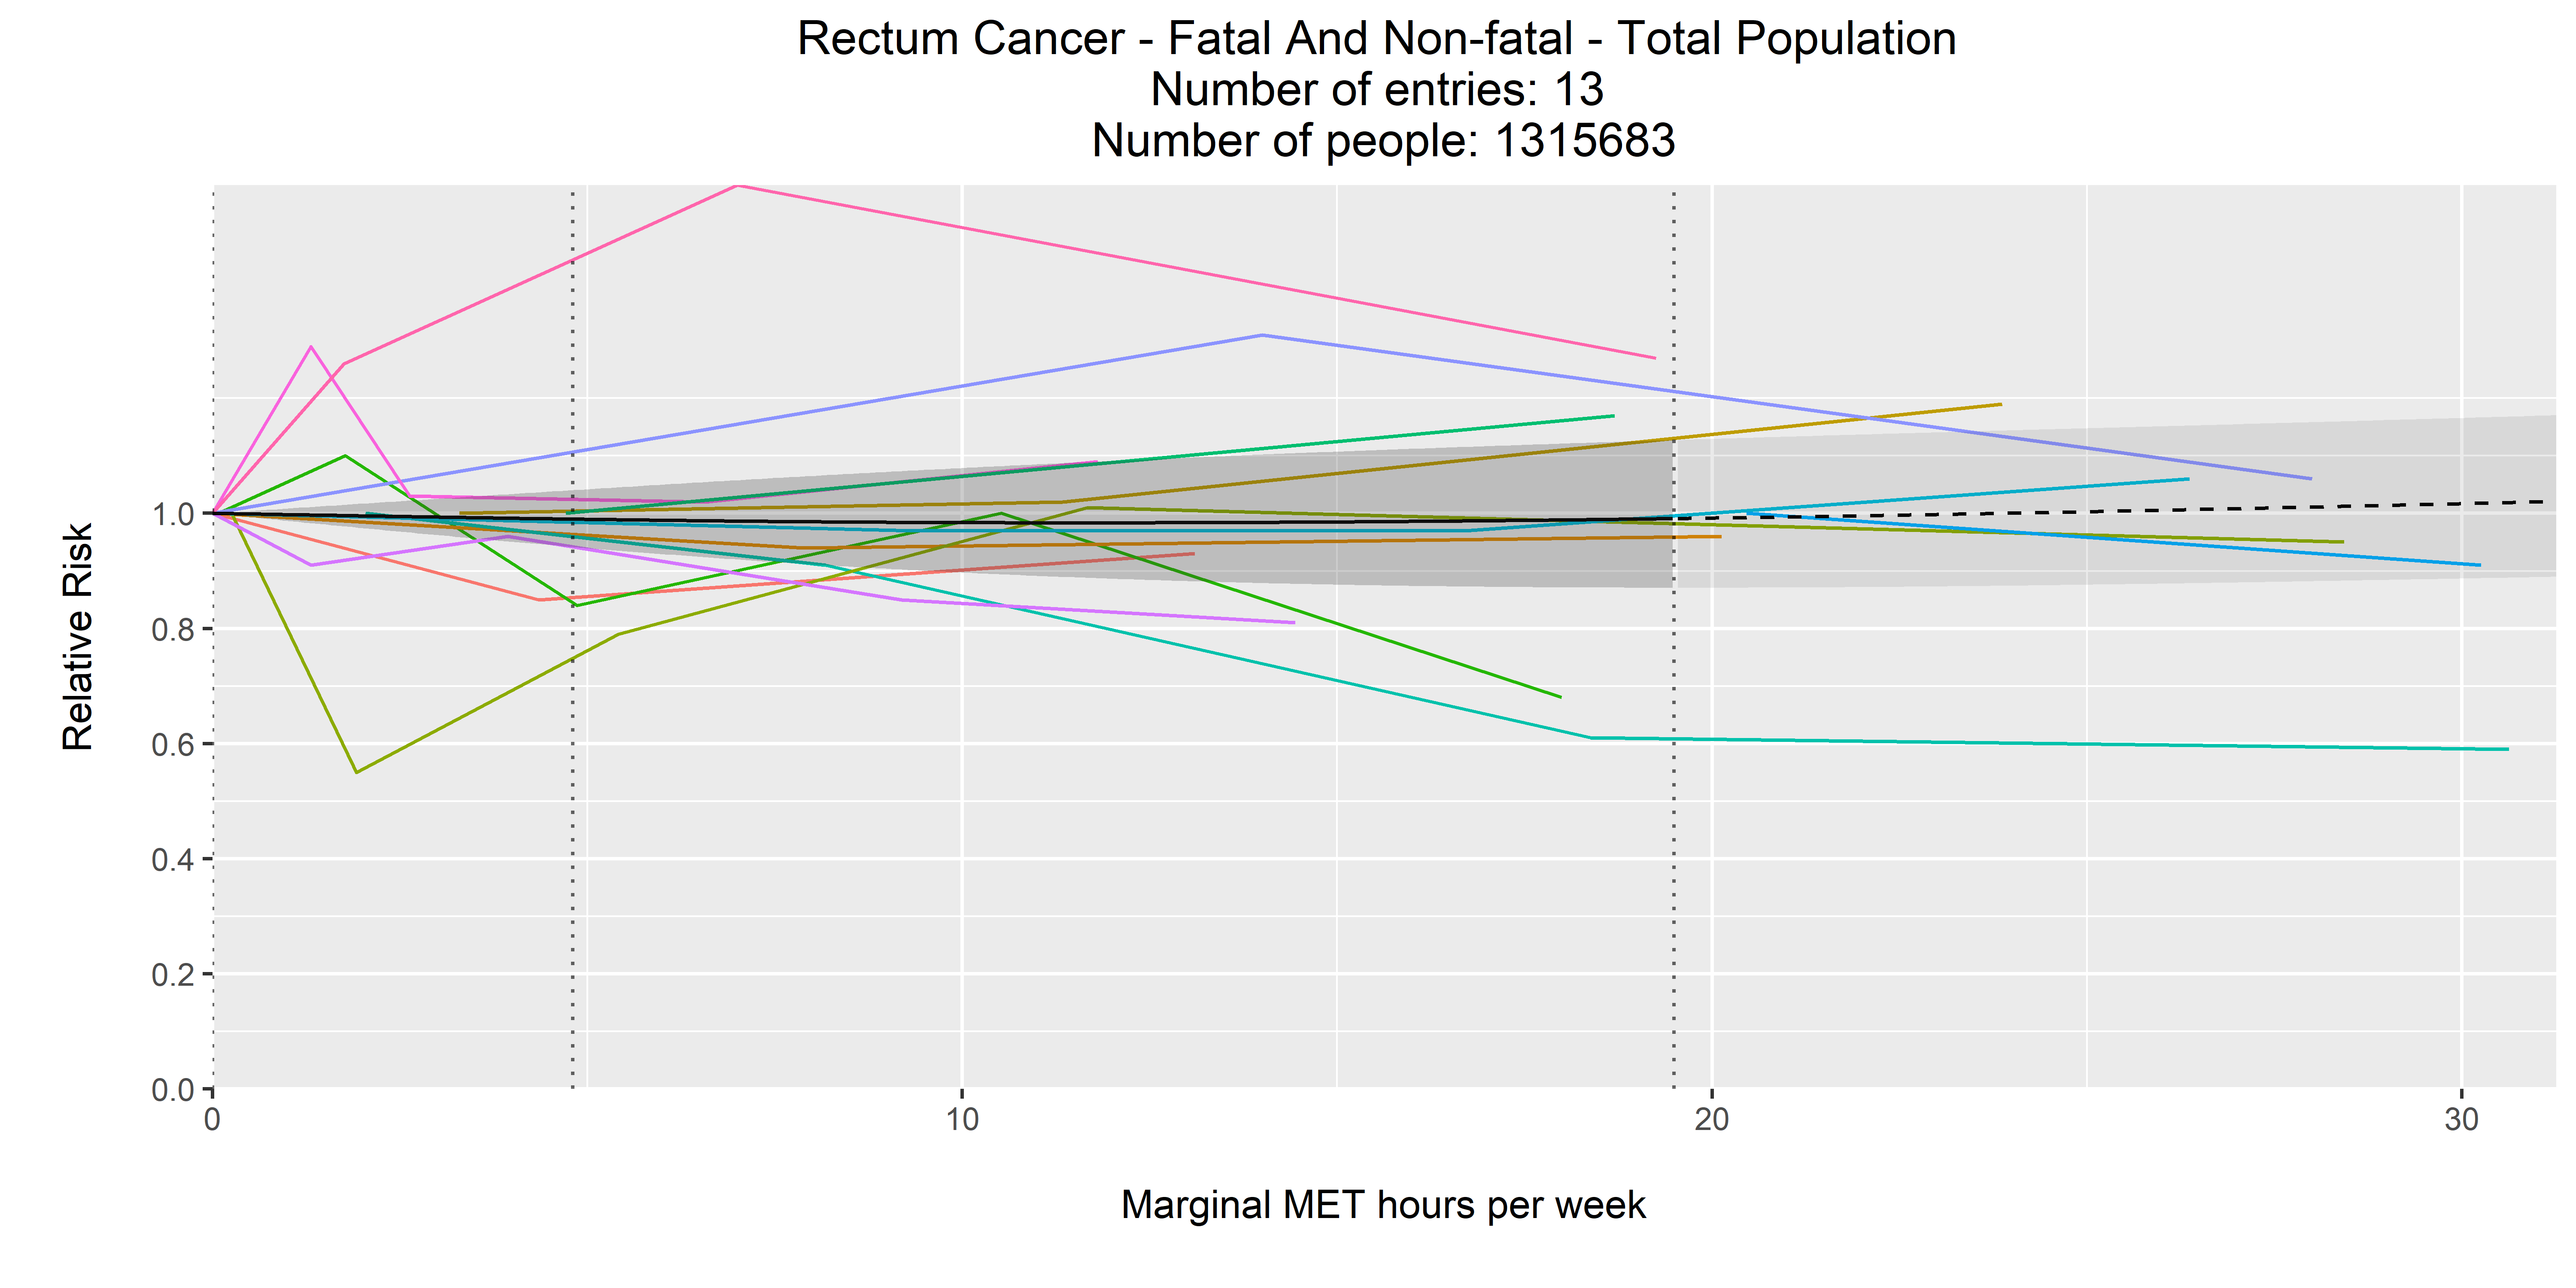 Rectum Cancer - Fatal And Non-fatal - Total Population
Number of entries: 13
Number of people: 1315683
Relative Risk
1.0
0.8
0.6
0.4
0.2
0.0
0 10 20 30
Marginal MET hours per week